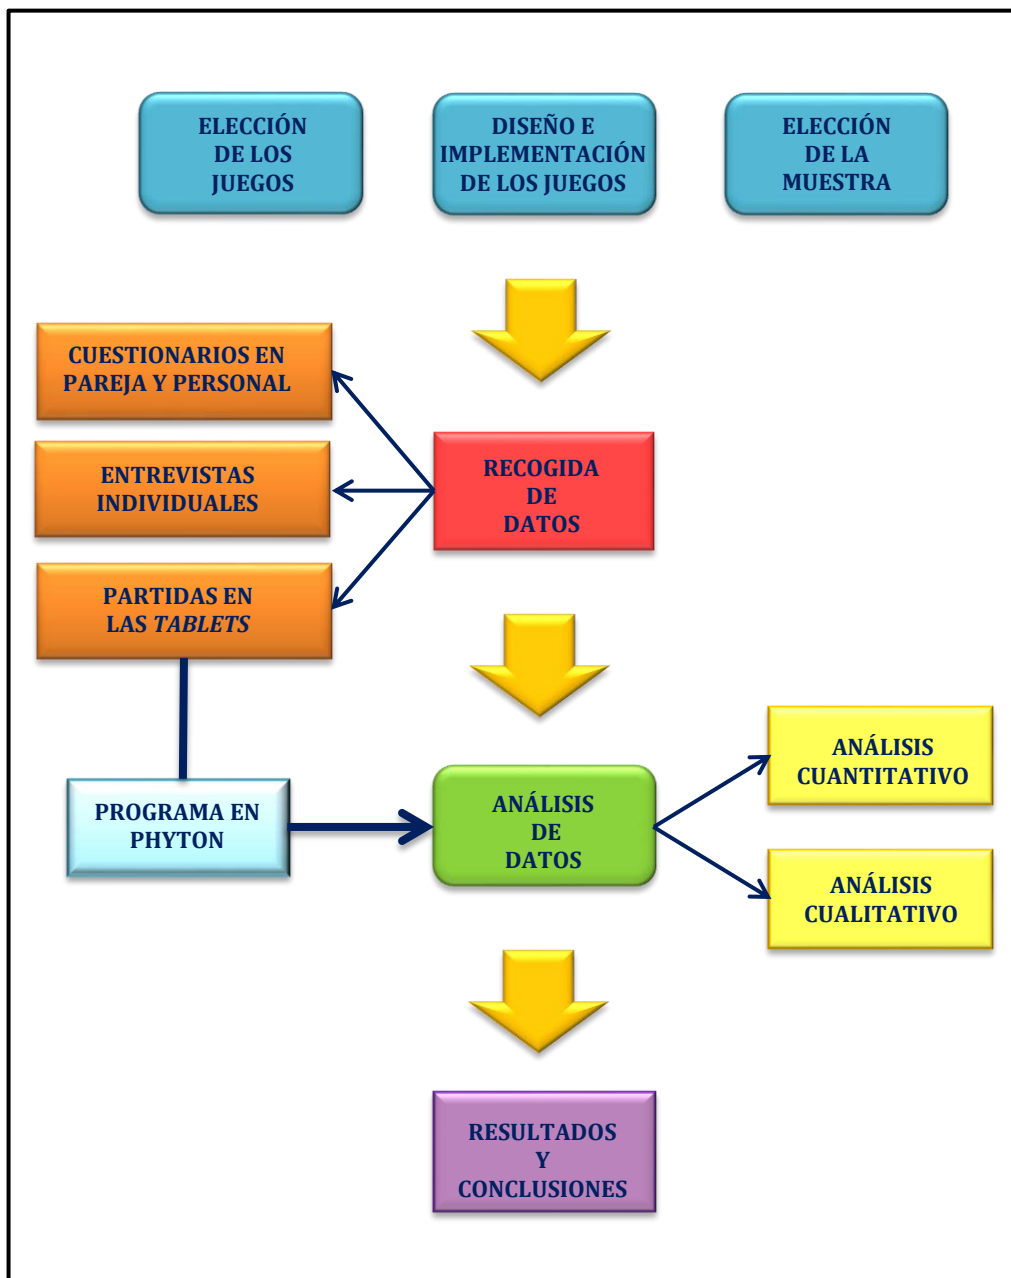 ELECCIÓN
DE LOS
JUEGOS
DISEÑO E
IMPLEMENTACIÓN
DE LOS JUEGOS
ELECCIÓN
DE LA
MUESTRA
CUESTIONARIOS EN
PAREJA Y PERSONAL
ENTREVISTAS
INDIVIDUALES
PARTIDAS EN
LAS TABLETS
RECOGIDA
DE
DATOS
PROGRAMA EN
PHYTON
ANÁLISIS
DE
DATOS
ANÁLISIS
CUANTITATIVO
ANÁLISIS
CUALITATIVO
RESULTADOS
Y
CONCLUSIONES